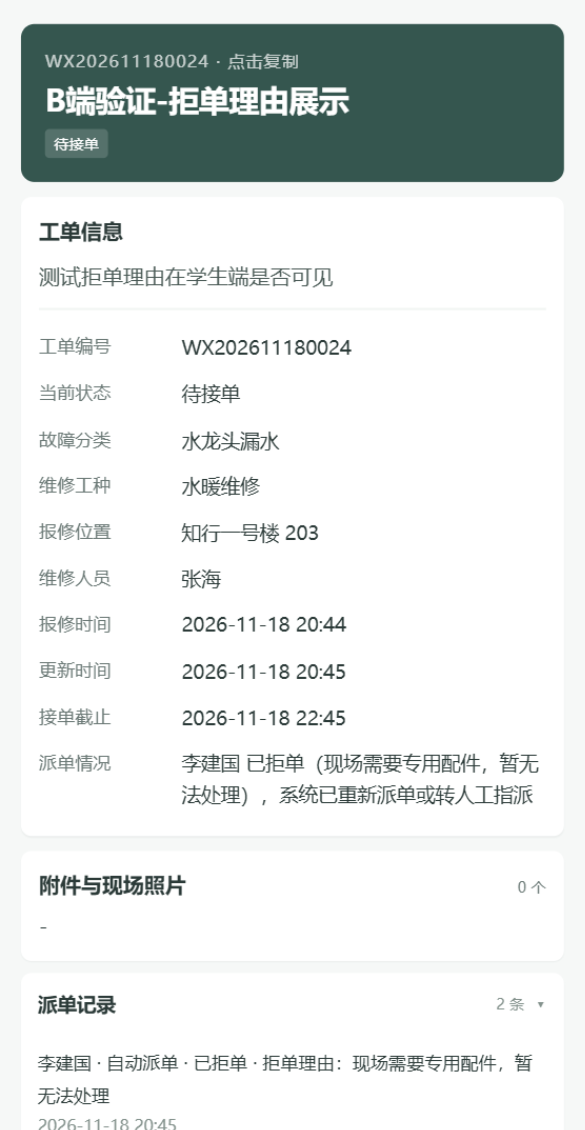 WX202611180024 · 点击复制
B端验证-拒单理由展示
待接单
工单信息
测试拒单理由在学生端是否可见
工单编号 WX202611180024
当前状态 待接单
故障分类 水龙头漏水
维修工种 水暖维修
报修位置 知行一号楼 203
维修人员 张海
报修时间 2026-11-18 20:44
更新时间 2026-11-18 20:45
接单截止 2026-11-18 22:45
派单情况 李建国 已拒单（现场需要专用配件，暂无
法处理），系统已重新派单或转人工指派
附件与现场照片 0 个
-
派单记录 2 条 ▾
李建国 · 自动派单 · 已拒单 · 拒单理由：现场需要专用配件，暂
无法处理
2026-11-18 20:45